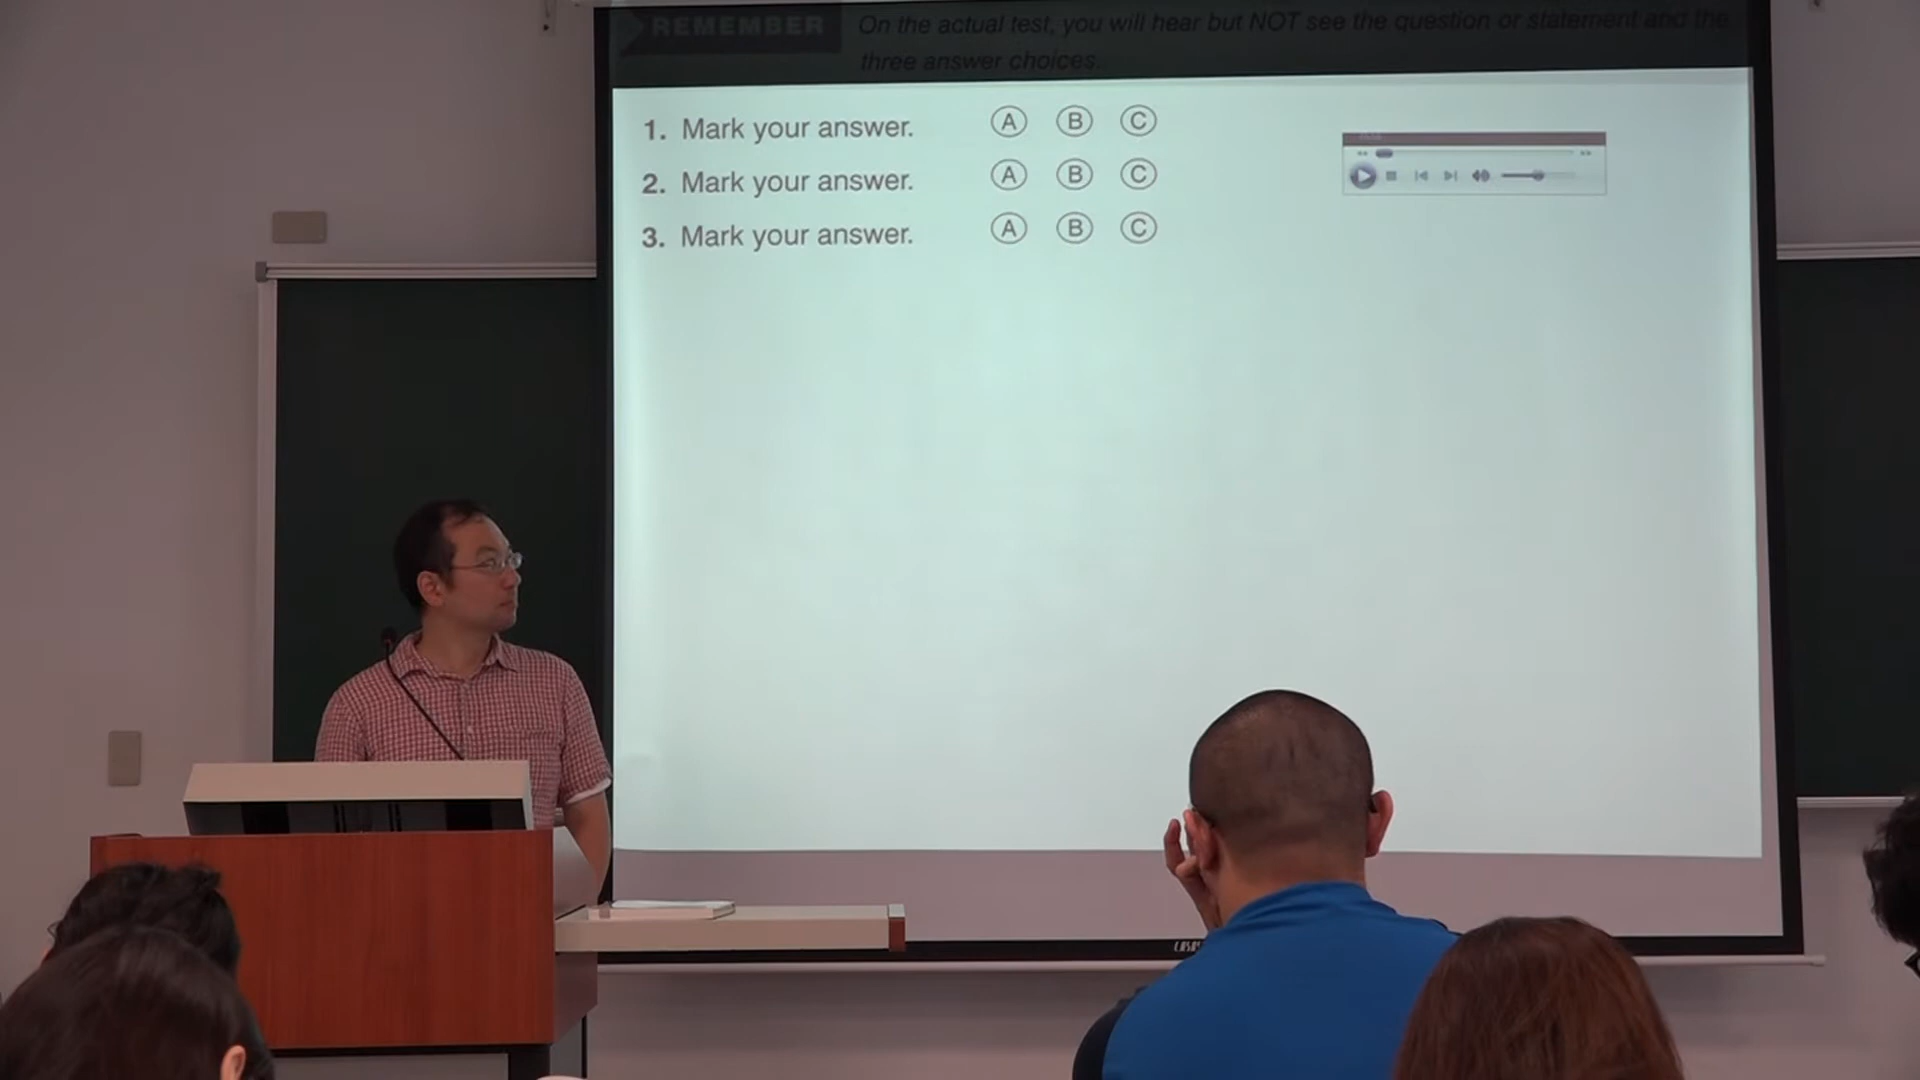 REMEMBER On the actual test, you will hear but NOT see the question or statement and the
three answer choices.
1. Mark your answer. A B C
2. Mark your answer. A B C
3. Mark your answer. A B C